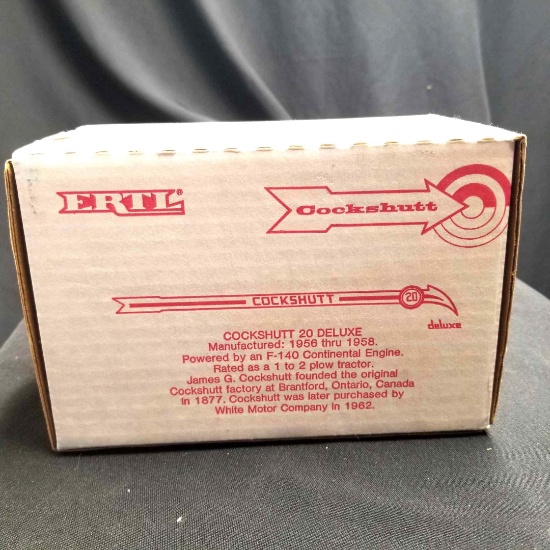 ERTL®
Cockshutt
COCKSHUTT 20
deluxe
COCKSHUTT 20 DELUXE
Manufactured: 1956 thru 1958.
Powered by an F-140 Continental Engine.
Rated as a 1 to 2 plow tractor.
James G. Cockshutt founded the original
Cockshutt factory at Brantford, Ontario, Canada
in 1877. Cockshutt was later purchased by
White Motor Company in 1962.